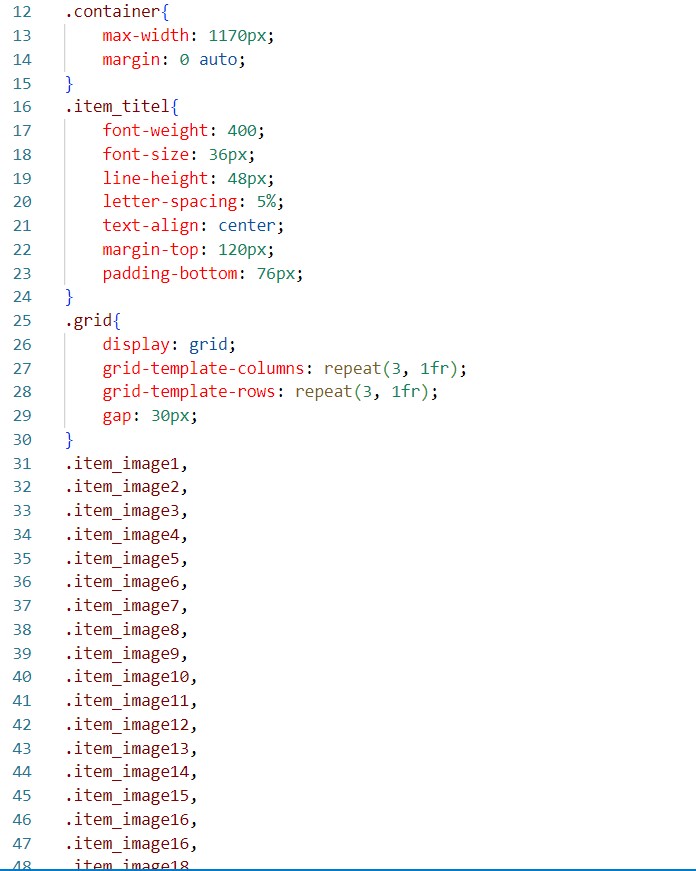 12 .container{
13 max-width: 1170px;
14 margin: 0 auto;
15 }
16 .item_titel{
17 font-weight: 400;
18 font-size: 36px;
19 line-height: 48px;
20 letter-spacing: 5%;
21 text-align: center;
22 margin-top: 120px;
23 padding-bottom: 76px;
24 }
25 .grid{
26 display: grid;
27 grid-template-columns: repeat(3, 1fr);
28 grid-template-rows: repeat(3, 1fr);
29 gap: 30px;
30 }
31 .item_image1,
32 .item_image2,
33 .item_image3,
34 .item_image4,
35 .item_image5,
36 .item_image6,
37 .item_image7,
38 .item_image8,
39 .item_image9,
40 .item_image10,
41 .item_image11,
42 .item_image12,
43 .item_image13,
44 .item_image14,
45 .item_image15,
46 .item_image16,
47 .item_image16,
48 .item_image18